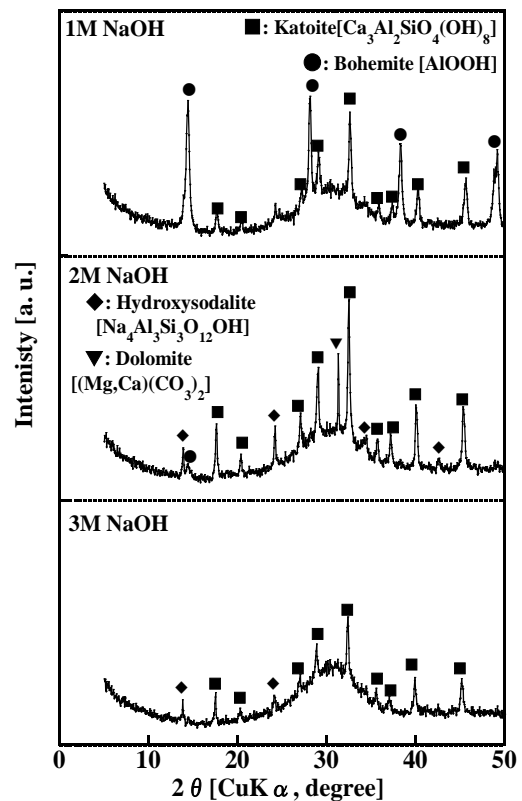 1M NaOH
■: Katoite[Ca₃Al₂SiO₄(OH)₈]
●: Bohemite [AlOOH]
2M NaOH
◆: Hydroxysodalite
[Na₄Al₃Si₃O₁₂OH]
▼: Dolomite
[(Mg,Ca)(CO₃)₂]
3M NaOH
Intenisty [a. u.]
0 10 20 30 40 50
2 θ [CuK α, degree]